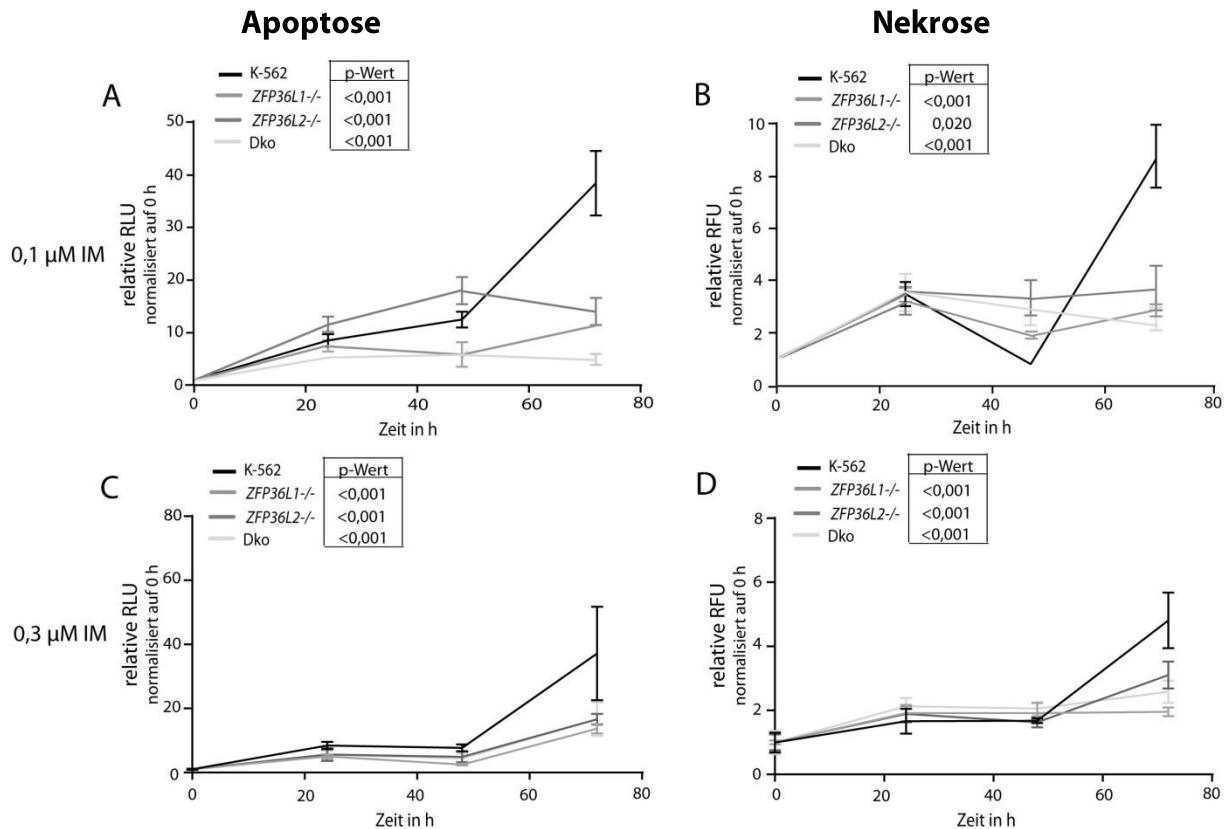 Apoptose
Nekrose
0,1 µM IM
A
K-562
ZFP36L1-/-
ZFP36L2-/-
Dko
p-Wert
<0,001
<0,001
<0,001
relative RLU
normalisiert auf 0 h
50
40
30
20
10
0
0 20 40 60 80
Zeit in h
B
K-562
ZFP36L1-/-
ZFP36L2-/-
Dko
p-Wert
<0,001
0,020
<0,001
relative RFU
normalisiert auf 0 h
10
8
6
4
2
0
0 20 40 60 80
Zeit in h
0,3 µM IM
C
K-562
ZFP36L1-/-
ZFP36L2-/-
Dko
p-Wert
<0,001
<0,001
<0,001
relative RLU
normalisiert auf 0 h
80
60
40
20
0
0 20 40 60 80
Zeit in h
D
K-562
ZFP36L1-/-
ZFP36L2-/-
Dko
p-Wert
<0,001
<0,001
<0,001
relative RFU
normalisiert auf 0 h
8
6
4
2
0
0 20 40 60 80
Zeit in h